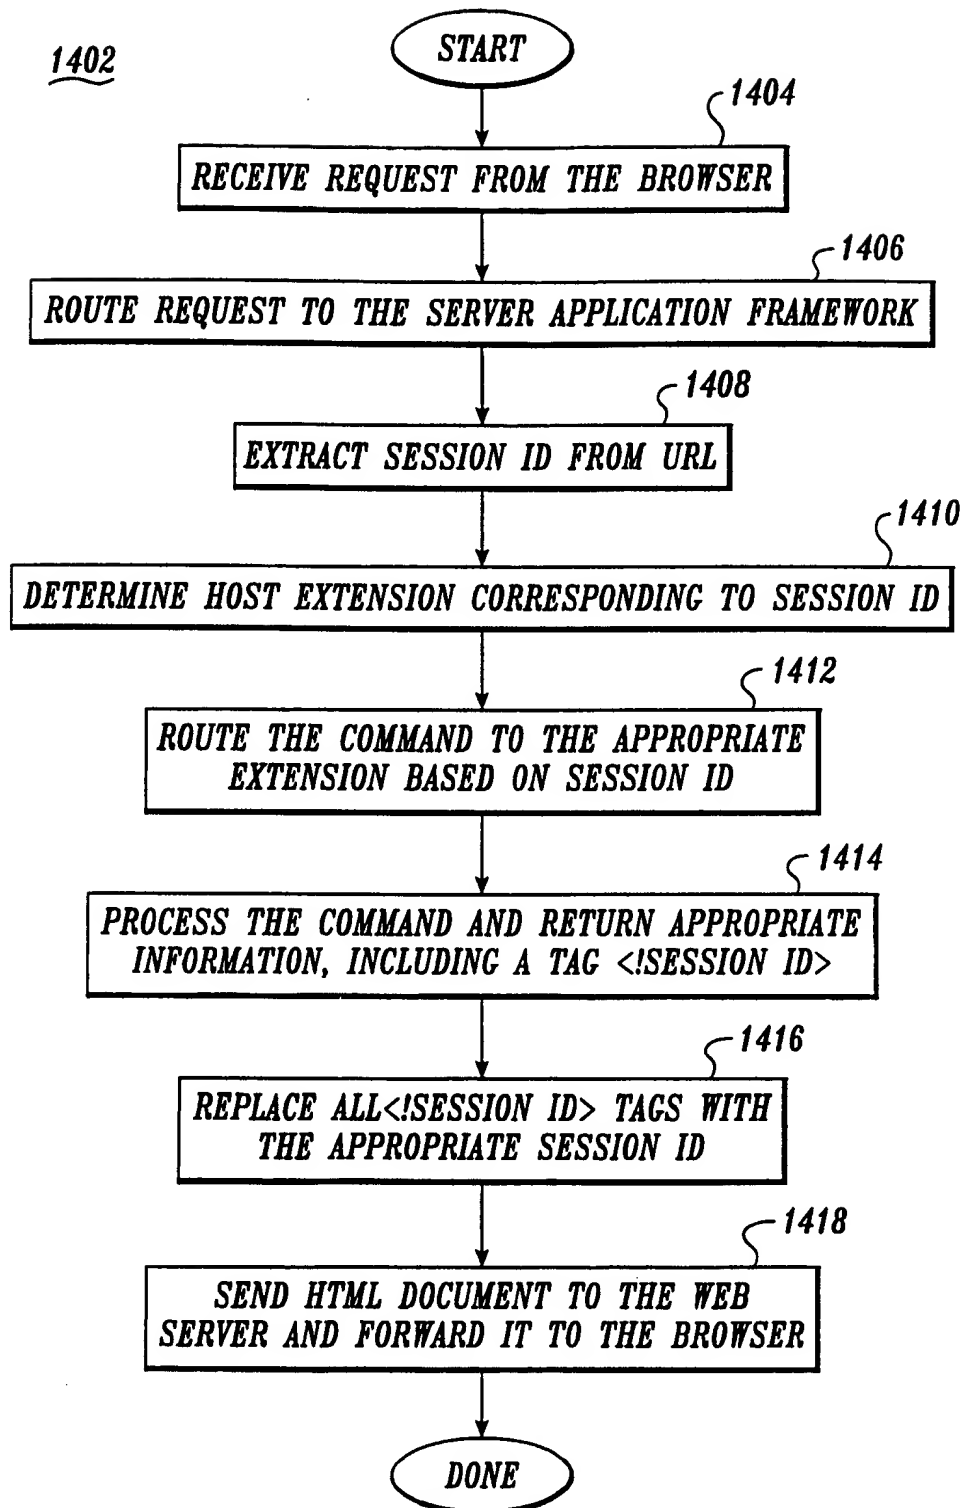 1402
START
1404
RECEIVE REQUEST FROM THE BROWSER
1406
ROUTE REQUEST TO THE SERVER APPLICATION FRAMEWORK
1408
EXTRACT SESSION ID FROM URL
1410
DETERMINE HOST EXTENSION CORRESPONDING TO SESSION ID
1412
ROUTE THE COMMAND TO THE APPROPRIATE
EXTENSION BASED ON SESSION ID
1414
PROCESS THE COMMAND AND RETURN APPROPRIATE
INFORMATION, INCLUDING A TAG <!SESSION ID>
1416
REPLACE ALL<!SESSION ID> TAGS WITH
THE APPROPRIATE SESSION ID
1418
SEND HTML DOCUMENT TO THE WEB
SERVER AND FORWARD IT TO THE BROWSER
DONE